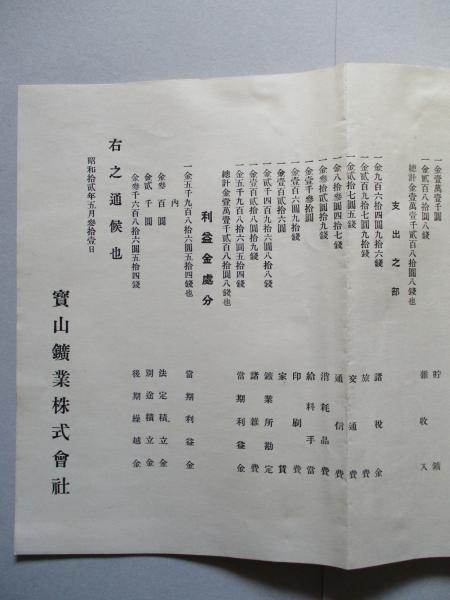 一金壹萬壹千圓 貯鑛
一金貳百八拾圓八錢 雜收入
總計金壹萬壹千貳百八拾圓八錢也
支出之部
一金九百六拾四圓九拾六錢 諸稅金
一金貳百九拾七圓九拾錢 旅費
一金貳拾七圓五錢 交通費
一金八拾參圓四拾七錢 通信費
一金參拾貳圓四拾九錢 消耗品費
一金壹千參拾圓 給料手當
一金壹百六圓九拾錢 印刷費
一金壹百貳拾六圓 家賃
一金貳千四百九拾六圓八拾八錢 鑛業所勘定
一金壹百貳拾八圓拾九錢 諸雜費
一金五千九百八拾六圓五拾四錢 當期利益金
總計金壹萬壹千貳百八拾圓八錢也
利益金處分
一金五千九百八拾六圓五拾四錢也 當期利益金
內
金參百圓 法定積立金
金貳千圓 別途積立金
金參千六百八拾六圓五拾四錢 後期繰越金
右之通候也
昭和拾貳年五月參拾壹日
寶山鑛業株式會社